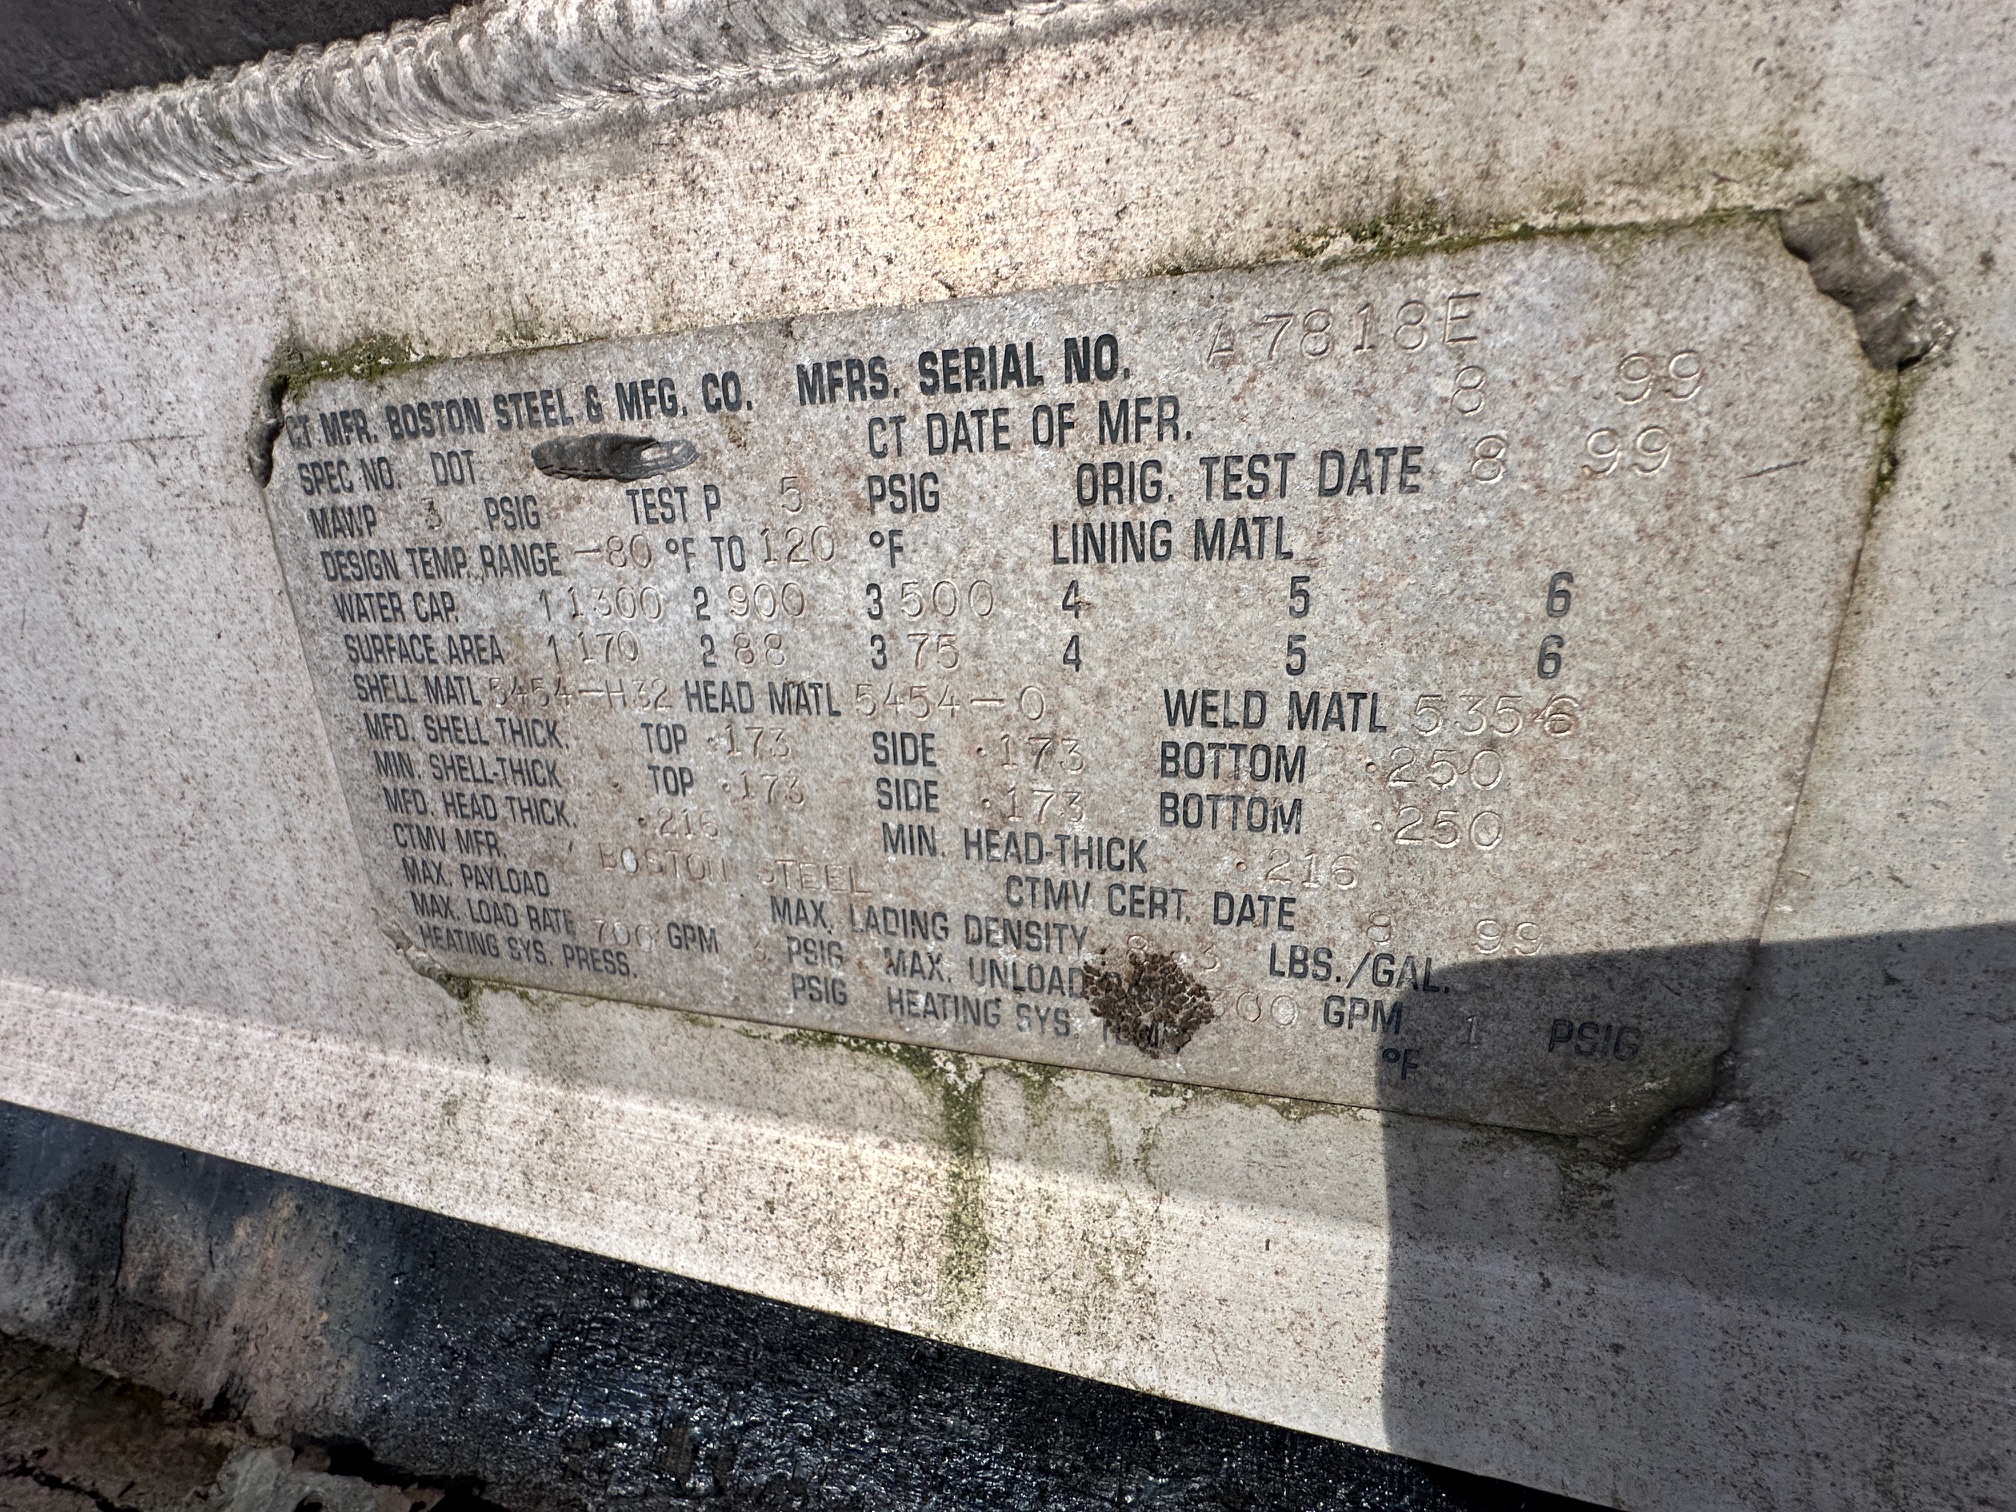 CT MFR. BOSTON STEEL & MFG. CO. MFRS. SERIAL NO. A7818E
SPEC NO. DOT CT DATE OF MFR. 8 99
MAWP 3 PSIG TEST P 5 PSIG ORIG. TEST DATE 8 99
DESIGN TEMP. RANGE -80 °F TO 120 °F LINING MATL
WATER CAP. 1 1300 2 900 3 500 4 5 6
SURFACE AREA 1 170 2 88 3 75 4 5 6
SHELL MATL 5454-H32 HEAD MATL 5454-0 WELD MATL 5356
MFD. SHELL THICK. TOP .173 SIDE .173 BOTTOM .250
MIN. SHELL-THICK TOP .173 SIDE .173 BOTTOM .250
MFD. HEAD THICK. .216 MIN. HEAD-THICK .216
CTMV MFR. BOSTON STEEL CTMV CERT. DATE 8 99
MAX. PAYLOAD MAX. LADING DENSITY LBS./GAL.
MAX. LOAD RATE 700 GPM 3 PSIG MAX. UNLOAD GPM 1 PSIG
HEATING SYS. PRESS. PSIG HEATING SYS. °F